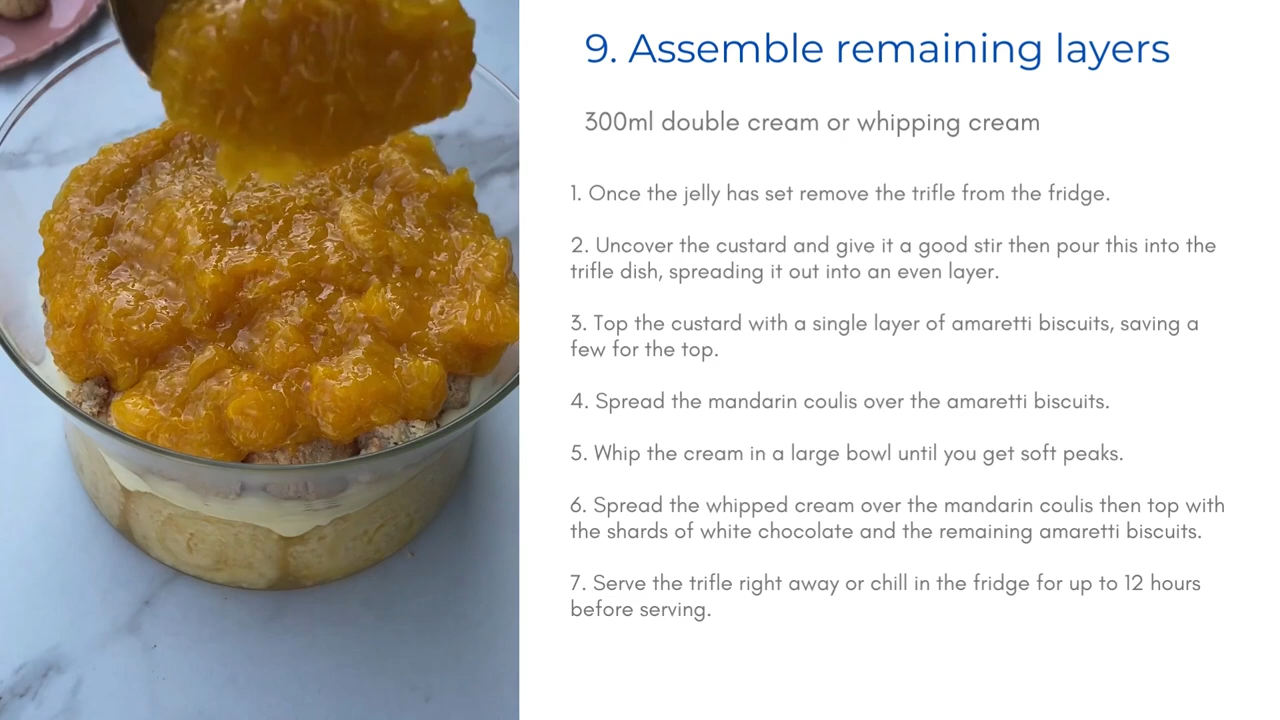 9. Assemble remaining layers
300ml double cream or whipping cream
1. Once the jelly has set remove the trifle from the fridge.
2. Uncover the custard and give it a good stir then pour this into the
trifle dish, spreading it out into an even layer.
3. Top the custard with a single layer of amaretti biscuits, saving a
few for the top.
4. Spread the mandarin coulis over the amaretti biscuits.
5. Whip the cream in a large bowl until you get soft peaks.
6. Spread the whipped cream over the mandarin coulis then top with
the shards of white chocolate and the remaining amaretti biscuits.
7. Serve the trifle right away or chill in the fridge for up to 12 hours
before serving.